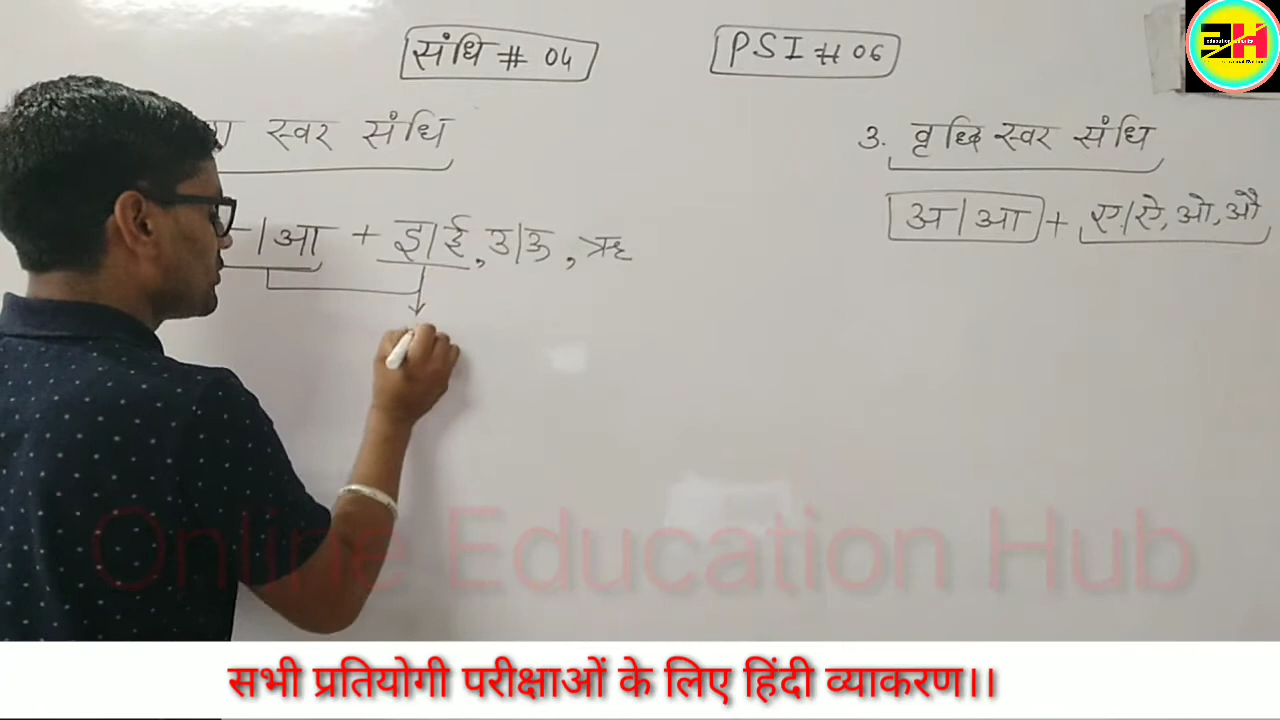 संधि # 04
PSI # 06
स्वर संधि
3. वृध्दि स्वर संधि
आ + इ/ई, उ/ऊ, ऋ
अ/आ + ए/ऐ, ओ, औ
Online Education Hub
सभी प्रतियोगी परीक्षाओं के लिए हिंदी व्याकरण।।